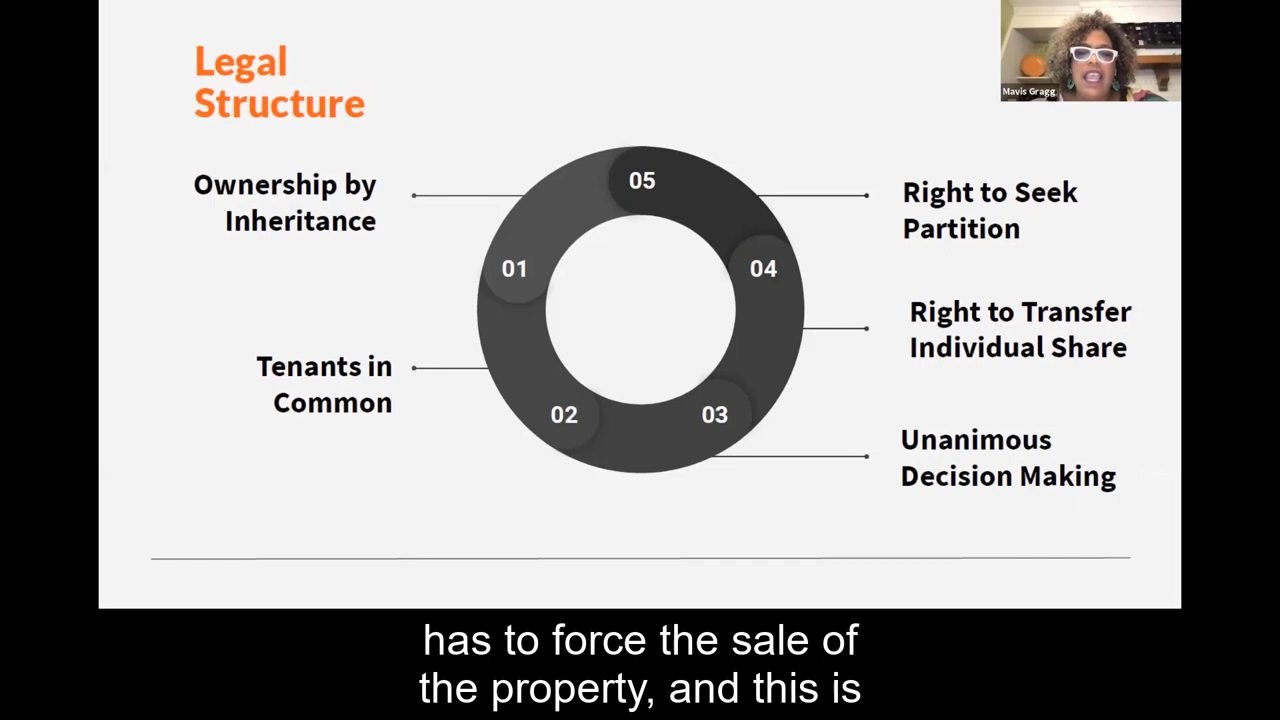 Legal
Structure
Mavis Gragg
Ownership by
Inheritance
05
Right to Seek
Partition
01
04
Right to Transfer
Individual Share
Tenants in
Common
02
03
Unanimous
Decision Making
has to force the sale of
the property, and this is